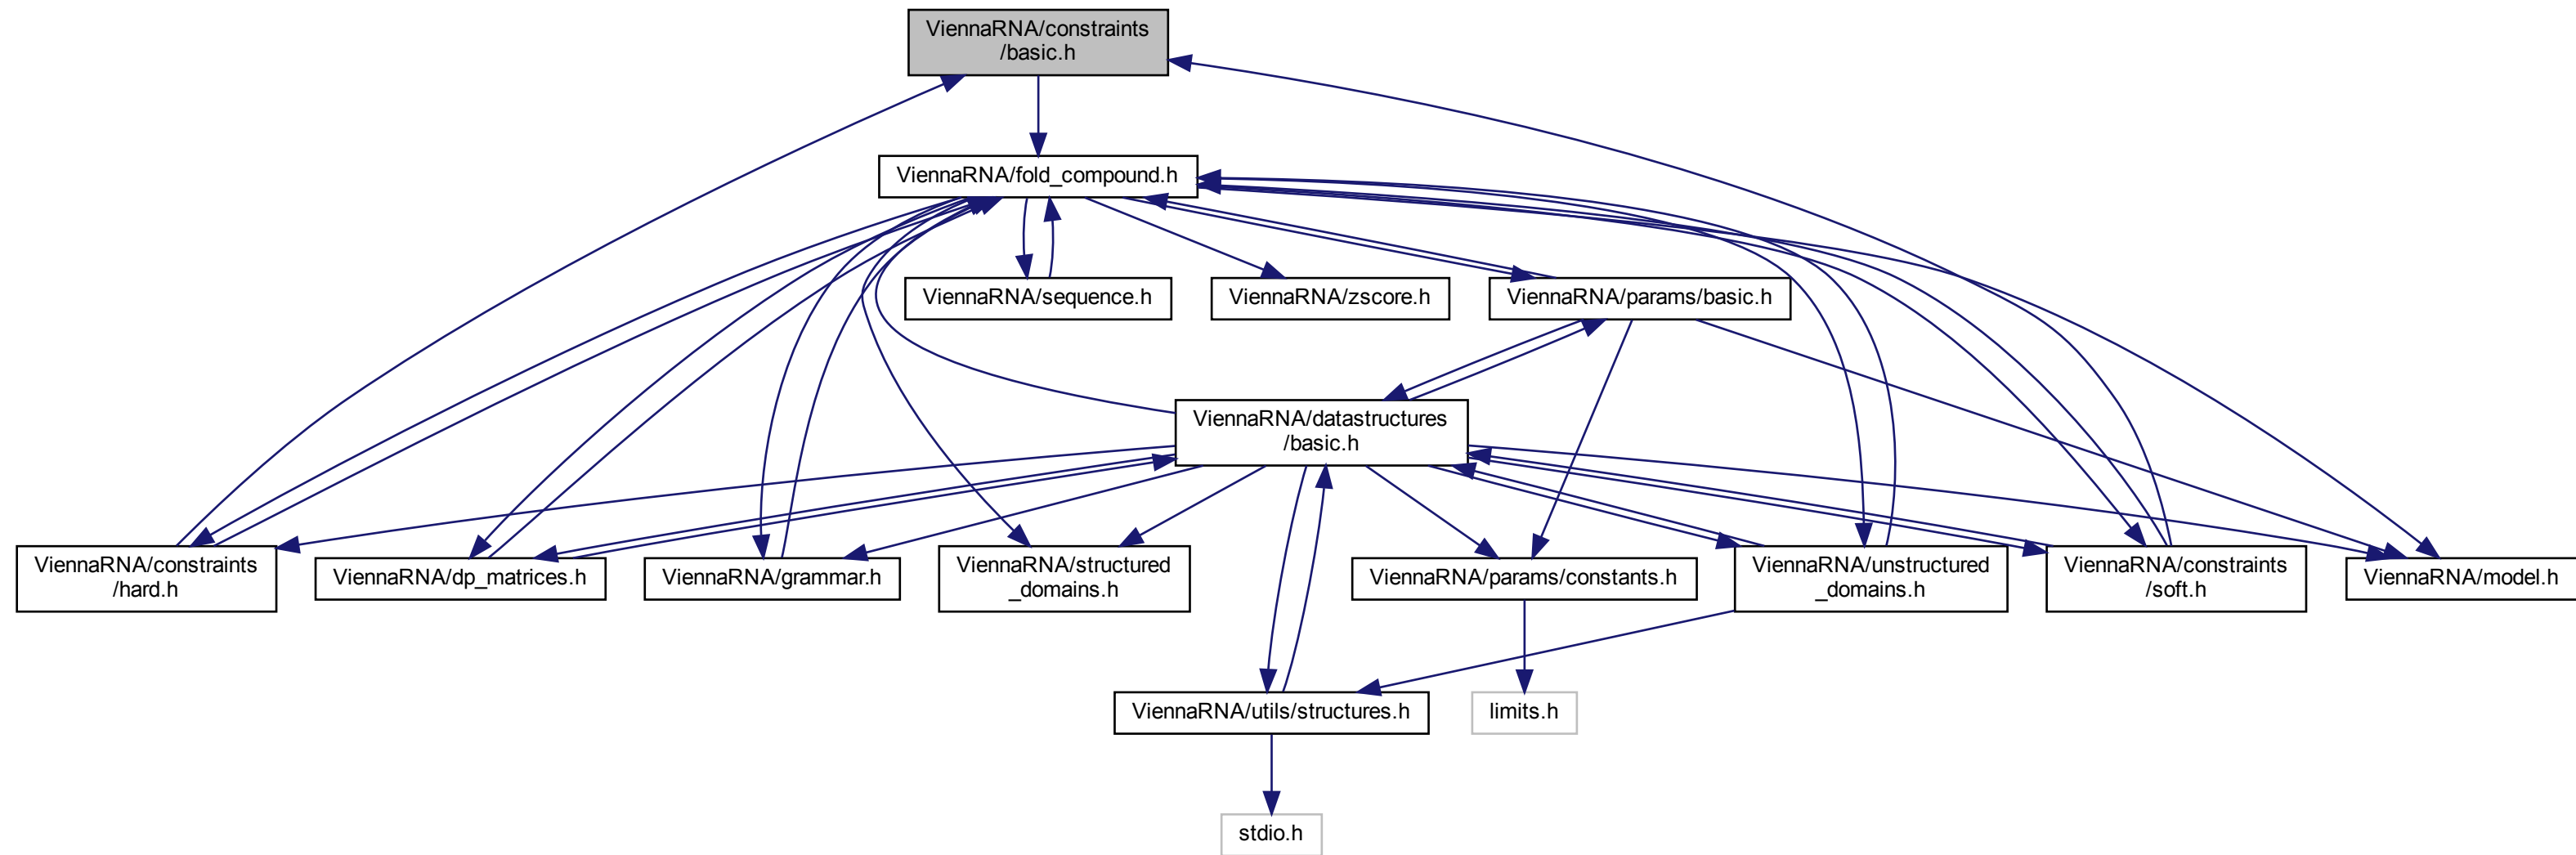 ViennaRNA/constraints
/basic.h
ViennaRNA/fold_compound.h
ViennaRNA/sequence.h
ViennaRNA/zscore.h
ViennaRNA/params/basic.h
ViennaRNA/datastructures
/basic.h
ViennaRNA/constraints
/hard.h
ViennaRNA/dp_matrices.h
ViennaRNA/grammar.h
ViennaRNA/structured
_domains.h
ViennaRNA/params/constants.h
ViennaRNA/unstructured
_domains.h
ViennaRNA/constraints
/soft.h
ViennaRNA/model.h
ViennaRNA/utils/structures.h
limits.h
stdio.h